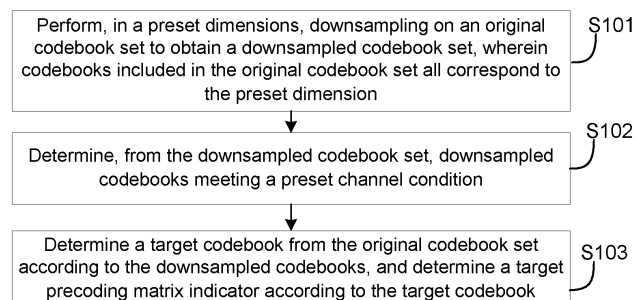 Perform, in a preset dimensions, downsampling on an original
codebook set to obtain a downsampled codebook set, wherein
codebooks included in the original codebook set all correspond to
the preset dimension
S101
Determine, from the downsampled codebook set, downsampled
codebooks meeting a preset channel condition
S102
Determine a target codebook from the original codebook set
according to the downsampled codebooks, and determine a target
precoding matrix indicator according to the target codebook
S103